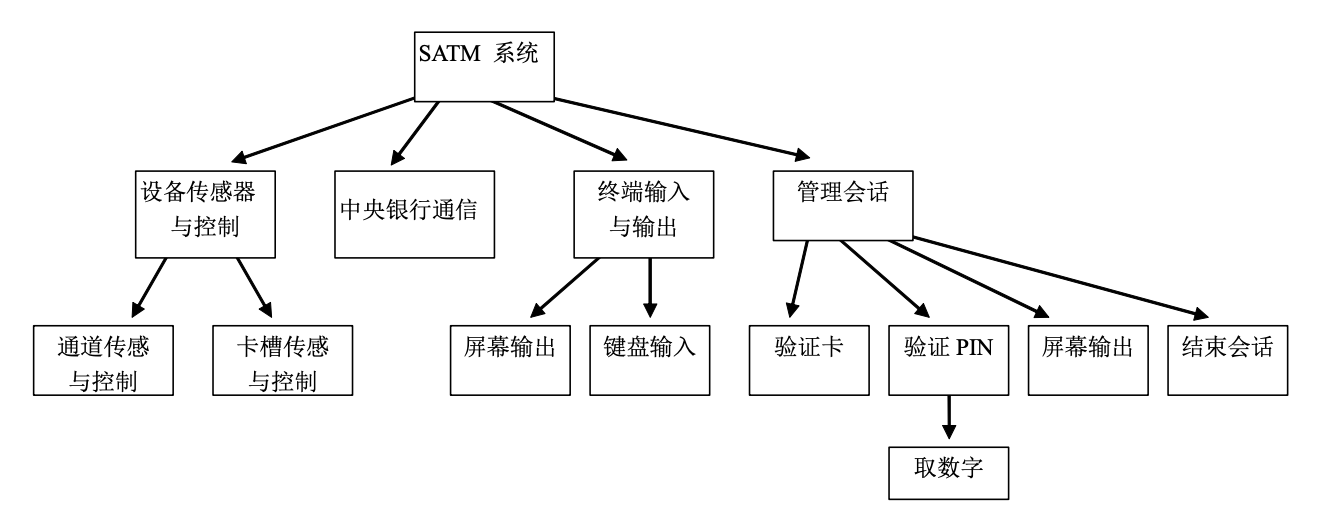 SATM 系统
设备传感器
与控制
中央银行通信
终端输入
与输出
管理会话
通道传感
与控制
卡槽传感
与控制
屏幕输出
键盘输入
验证卡
验证 PIN
屏幕输出
结束会话
取数字